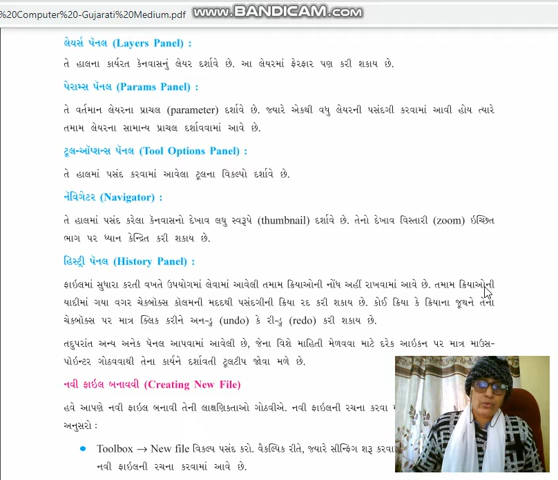 %20Computer%20-Gujarati%20Medium.pdf
www.BANDICAM.com
લેયર્સ પૅનલ (Layers Panel) :
તે હાલના કાર્યરત કેનવાસનું લેયર દર્શાવે છે. આ લેયરમાં ફેરફાર પણ કરી શકાય છે.
પેરામ્સ પૅનલ (Params Panel) :
તે વર્તમાન લેયરના પ્રાચલ (parameter) દર્શાવે છે. જ્યારે એકથી વધુ લેયરની પસંદગી કરવામાં આવી હોય ત્યારે
તમામ લેયરના સામાન્ય પ્રાચલ દર્શાવવામાં આવે છે.
ટૂલ-ઑપ્શન્સ પૅનલ (Tool Options Panel) :
તે હાલમાં પસંદ કરવામાં આવેલા ટૂલના વિકલ્પો દર્શાવે છે.
નૅવિગેટર (Navigator) :
તે હાલમાં પસંદ કરેલા કેનવાસનો દેખાવ લઘુ સ્વરૂપે (thumbnail) દર્શાવે છે. તેનો દેખાવ વિસ્તારી (zoom) ઇચ્છિત
ભાગ પર ધ્યાન કેન્દ્રિત કરી શકાય છે.
હિસ્ટ્રી પૅનલ (History Panel) :
ફાઇલમાં સુધારા કરતી વખતે ઉપયોગમાં લેવામાં આવેલી તમામ ક્રિયાઓની નોંધ અહીં રાખવામાં આવે છે. તમામ ક્રિયાઓની
યાદીમાં ગયા વગર ચેકબોક્સ કૉલમની મદદથી પસંદગીની ક્રિયા રદ કરી શકાય છે. કોઈ ક્રિયા કે ક્રિયાના જૂથને તેના
ચેકબોક્સ પર માત્ર ક્લિક કરીને અન-ડુ (undo) કે રી-ડુ (redo) કરી શકાય છે.
તદુપરાંત અન્ય અનેક પૅનલ આપવામાં આવેલી છે, જેના વિશે માહિતી મેળવવા માટે દરેક આઇકન પર માત્ર માઉસ-
પોઇન્ટર ગોઠવવાથી તેના કાર્યને દર્શાવતી ટૂલટીપ જોવા મળે છે.
નવી ફાઇલ બનાવવી (Creating New File)
હવે આપણે નવી ફાઇલ બનાવી તેની લાક્ષણિકતાઓ ગોઠવીએ. નવી ફાઇલની રચના કરવા
અનુસરો :
● Toolbox → New file વિકલ્પ પસંદ કરો. વૈકલ્પિક રીતે, જ્યારે સીન્ફિગ શરૂ કરવા
નવી ફાઇલની રચના કરવામાં આવે છે.